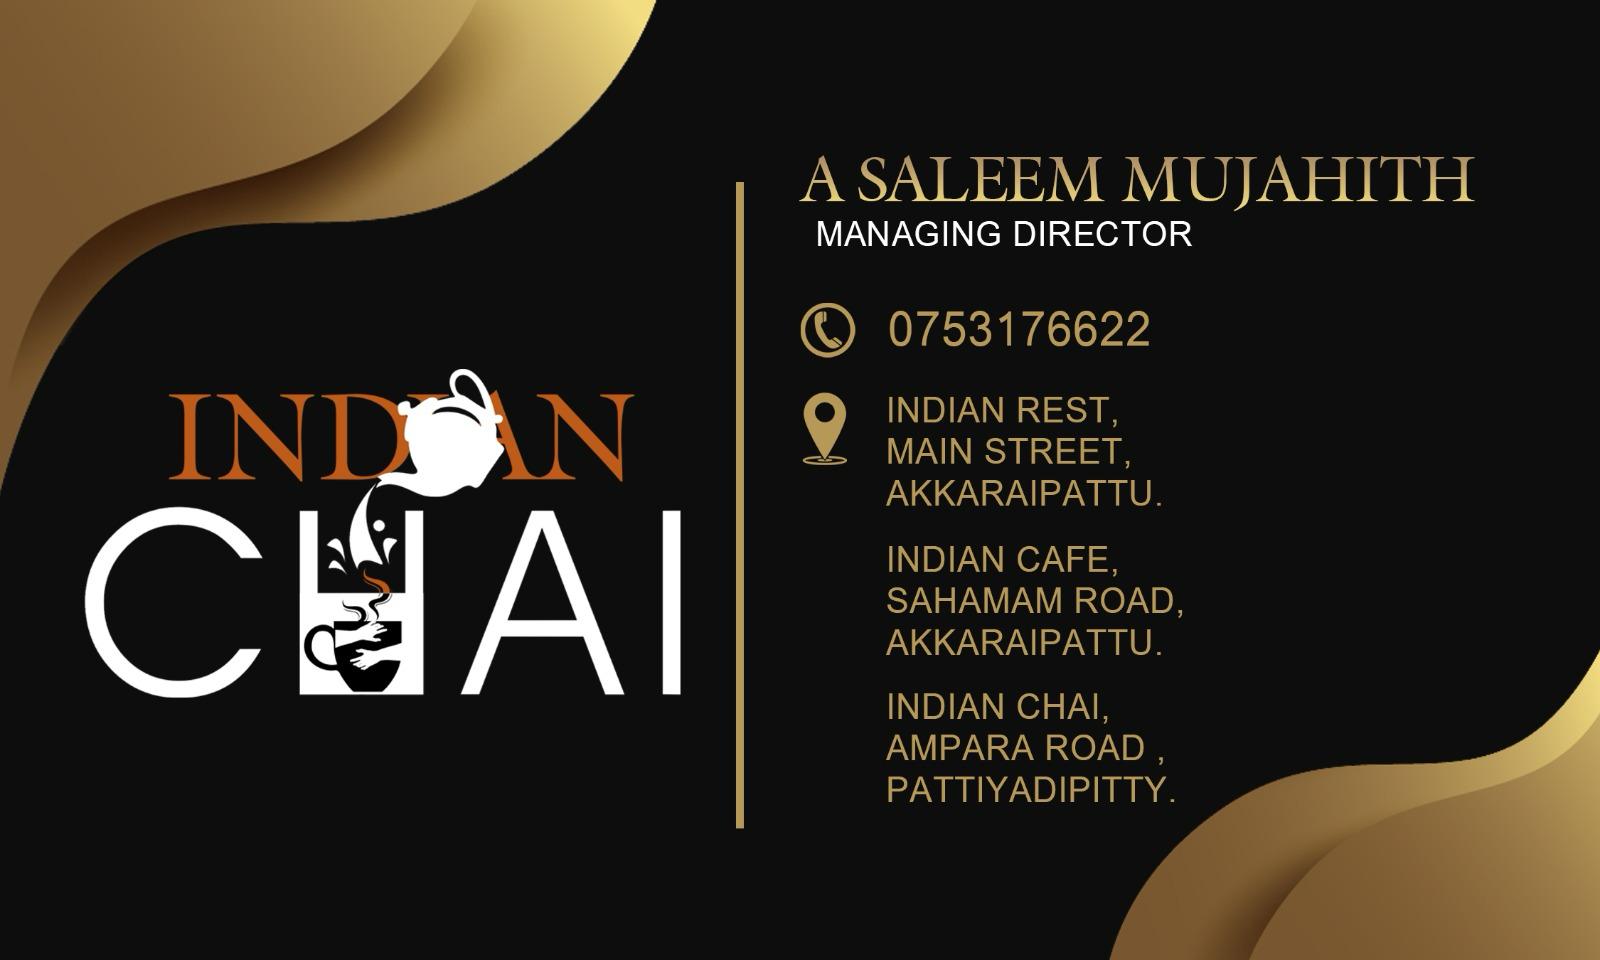 INDIAN
CHAI
A SALEEM MUJAHITH
MANAGING DIRECTOR
0753176622
INDIAN REST,
MAIN STREET,
AKKARAIPATTU.
INDIAN CAFE,
SAHAMAM ROAD,
AKKARAIPATTU.
INDIAN CHAI,
AMPARA ROAD ,
PATTIYADIPITTY.